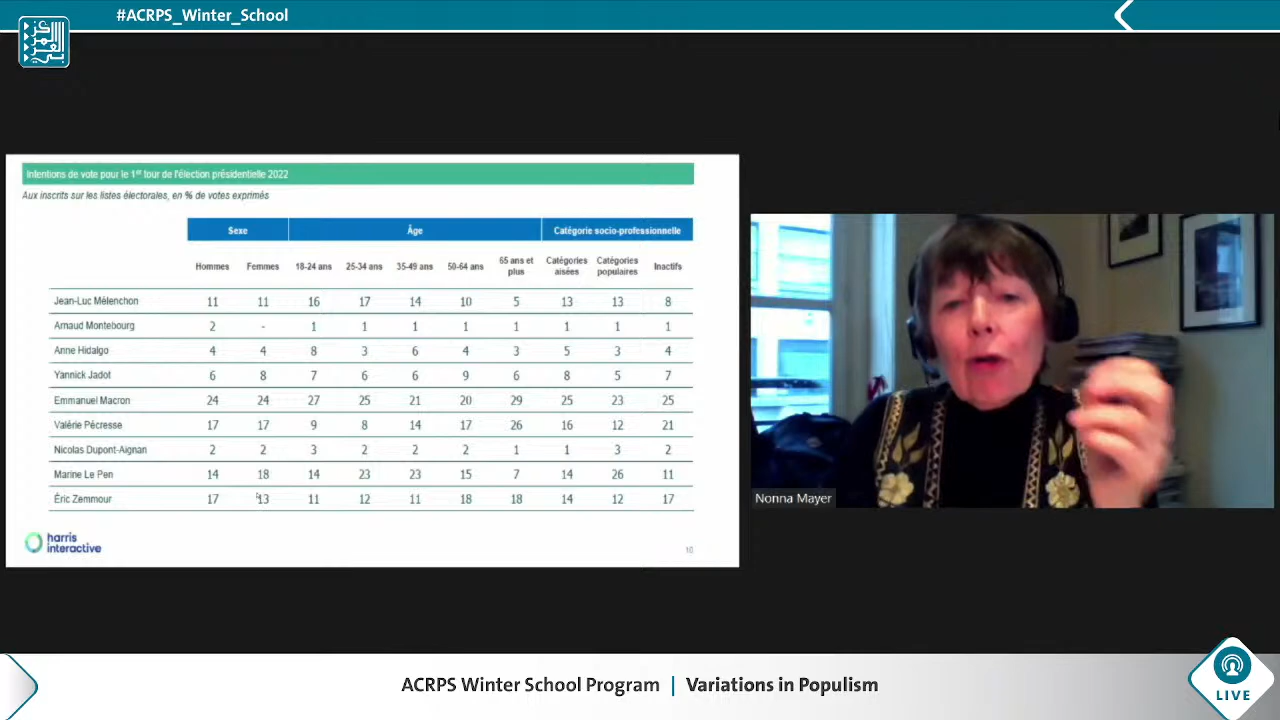 #ACRPS_Winter_School
Intentions de vote pour le 1er tour de l'élection présidentielle 2022
Aux inscrits sur les listes électorales, en % de votes exprimés
Sexe Âge Catégorie socio-professionnelle
Hommes Femmes 18-24 ans 25-34 ans 35-49 ans 50-64 ans 65 ans et plus Catégories aisées Catégories populaires Inactifs
Jean-Luc Mélenchon 11 11 16 17 14 10 5 13 13 8
Arnaud Montebourg 2 - 1 1 1 1 1 1 1 1
Anne Hidalgo 4 4 8 3 6 4 3 5 3 4
Yannick Jadot 6 8 7 6 6 9 6 8 5 7
Emmanuel Macron 24 24 27 25 21 20 29 25 23 25
Valérie Pécresse 17 17 9 8 14 17 26 16 12 21
Nicolas Dupont-Aignan 2 2 3 2 2 2 1 1 3 2
Marine Le Pen 14 18 14 23 23 15 7 14 26 11
Éric Zemmour 17 13 11 12 11 18 18 14 12 17
harris
interactive
10
Nonna Mayer
ACRPS Winter School Program | Variations in Populism
LIVE